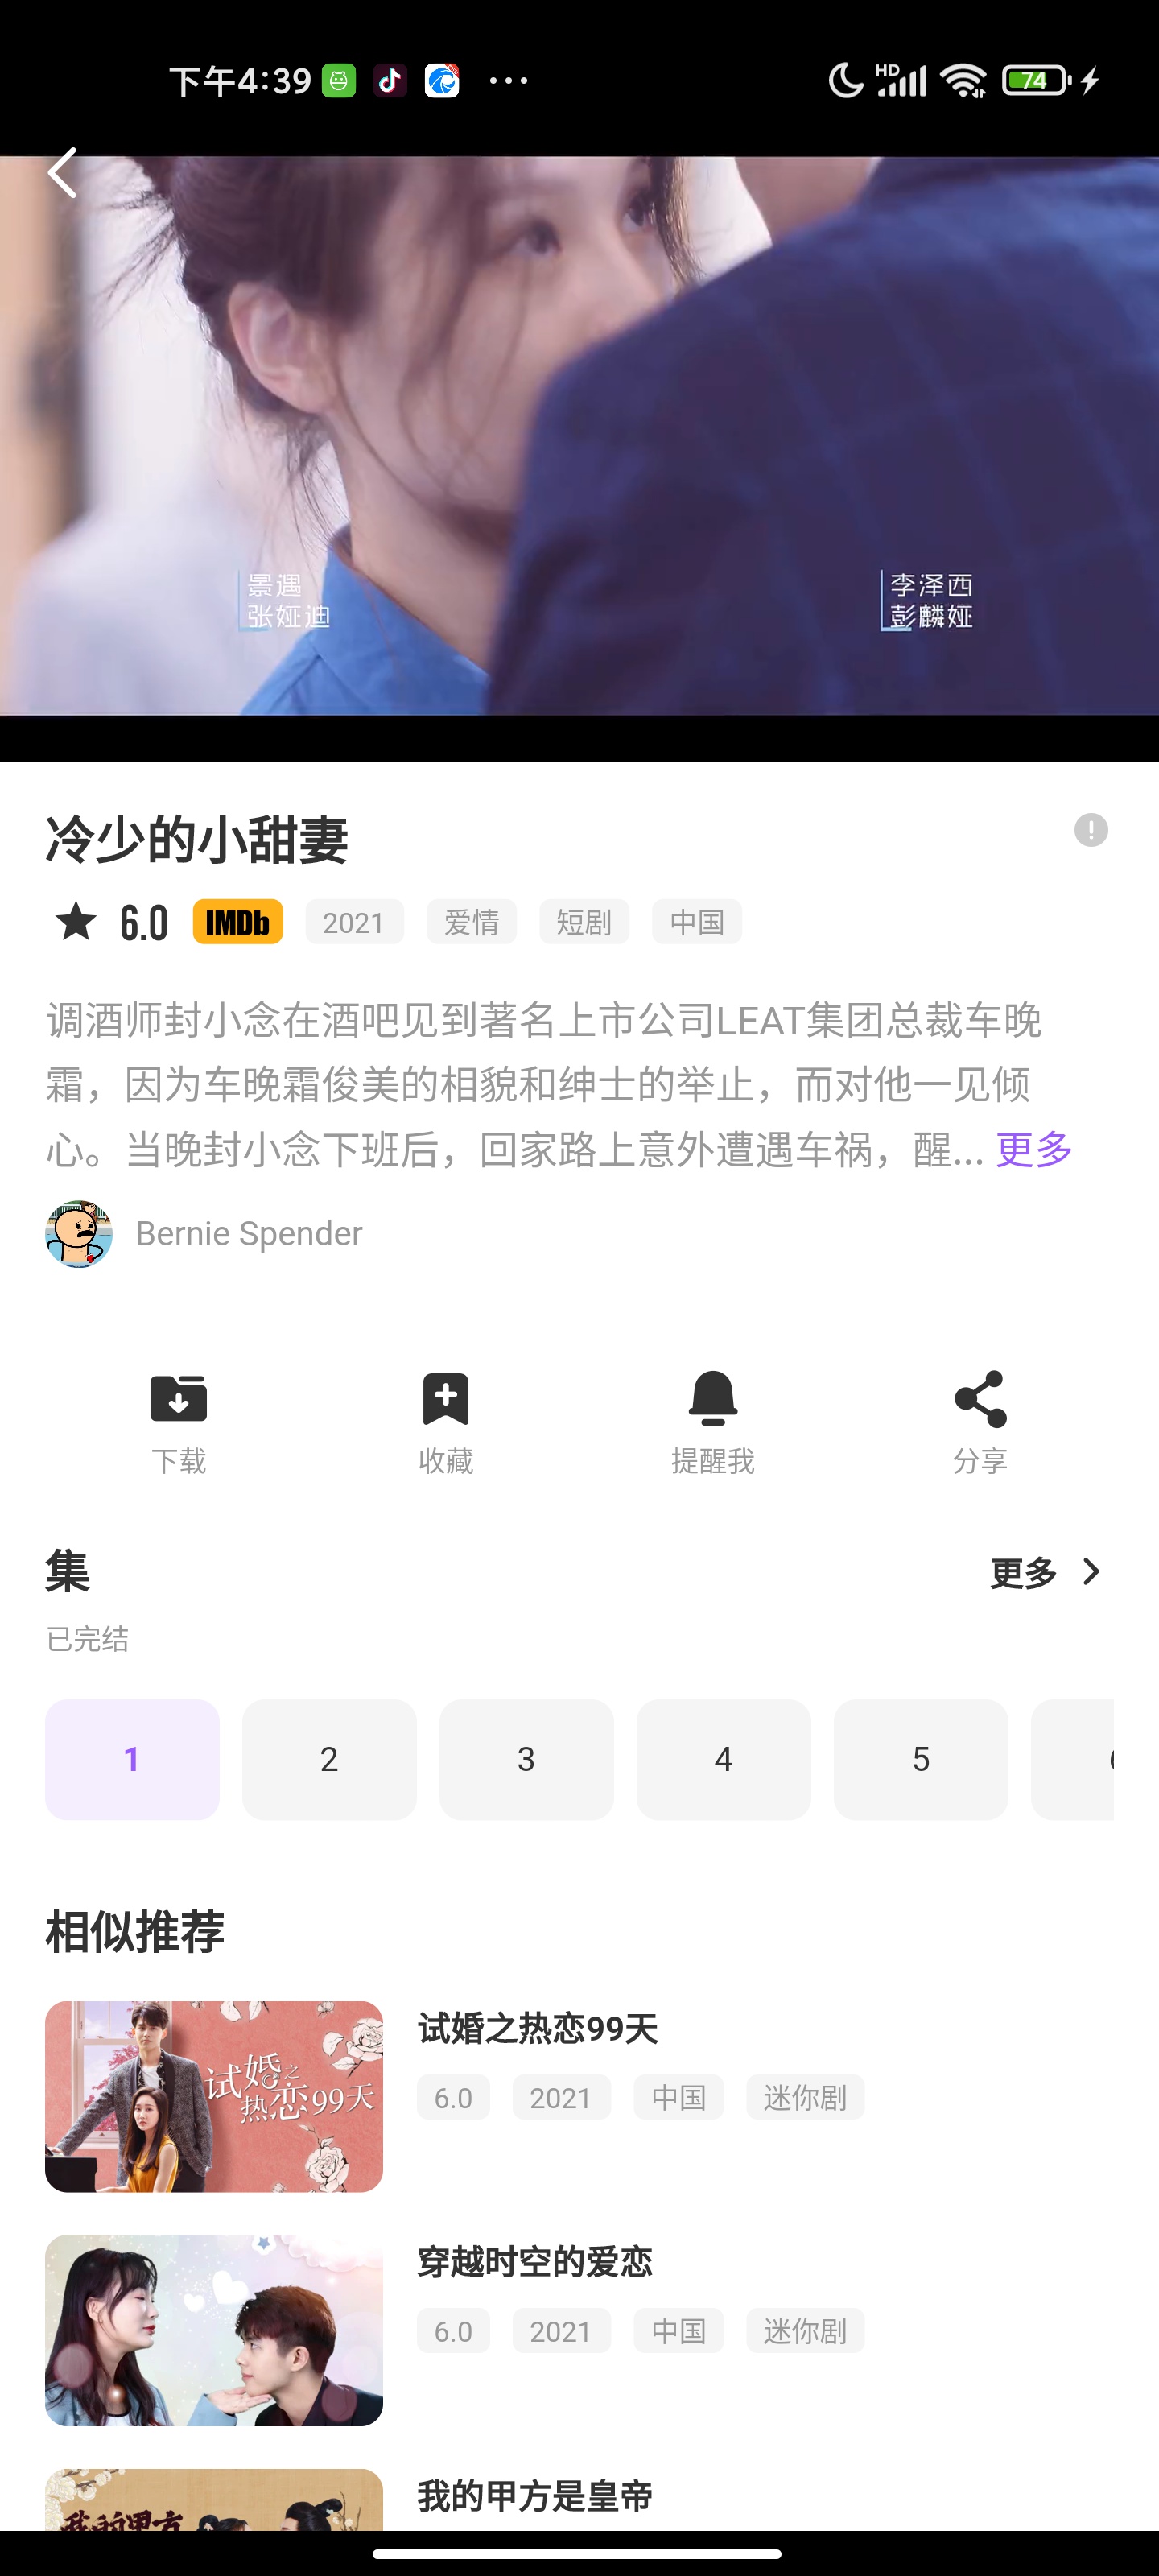 下午4:39
HD
74
景遇
张娅迪
李泽西
彭麟娅
冷少的小甜妻
6.0 IMDb 2021 爱情 短剧 中国
调酒师封小念在酒吧见到著名上市公司LEAT集团总裁车晚
霜，因为车晚霜俊美的相貌和绅士的举止，而对他一见倾
心。当晚封小念下班后，回家路上意外遭遇车祸，醒... 更多
Bernie Spender
下载 收藏 提醒我 分享
集 更多
已完结
1 2 3 4 5
相似推荐
试婚之
热恋99天
试婚之热恋99天
6.0 2021 中国 迷你剧
穿越时空的爱恋
6.0 2021 中国 迷你剧
我的甲方是皇帝
我的甲方